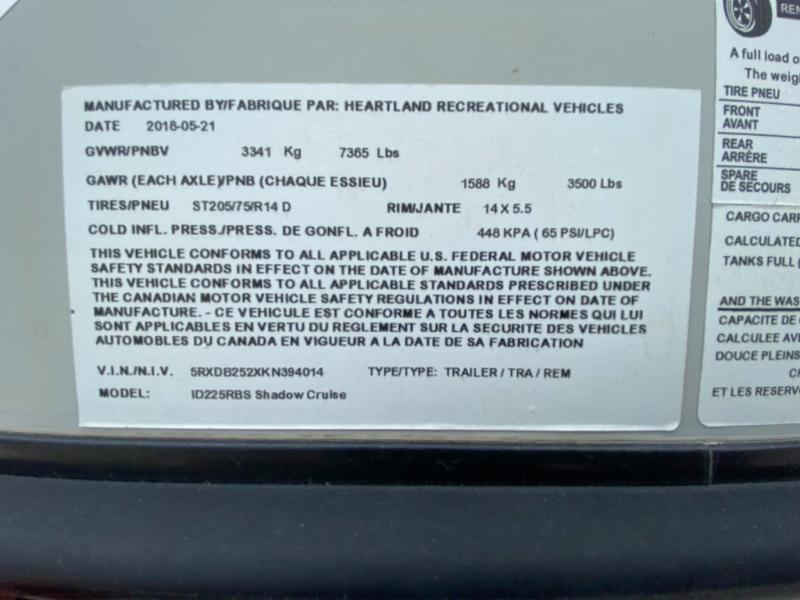 MANUFACTURED BY/FABRIQUE PAR: HEARTLAND RECREATIONAL VEHICLES
DATE 2018-05-21
GVWR/PNBV 3341 Kg 7365 Lbs
GAWR (EACH AXLE)/PNB (CHAQUE ESSIEU) 1588 Kg 3500 Lbs
TIRES/PNEU ST205/75/R14 D RIM/JANTE 14 X 5.5
COLD INFL. PRESS./PRESS. DE GONFL. A FROID 448 KPA ( 65 PSI/LPC)
THIS VEHICLE CONFORMS TO ALL APPLICABLE U.S. FEDERAL MOTOR VEHICLE
SAFETY STANDARDS IN EFFECT ON THE DATE OF MANUFACTURE SHOWN ABOVE.
THIS VEHICLE CONFORMS TO ALL APPLICABLE STANDARDS PRESCRIBED UNDER
THE CANADIAN MOTOR VEHICLE SAFETY REGULATIONS IN EFFECT ON DATE OF
MANUFACTURE. - CE VEHICULE EST CONFORME A TOUTES LES NORMES QUI LUI
SONT APPLICABLES EN VERTU DU REGLEMENT SUR LA SECURITE DES VEHICLES
AUTOMOBILES DU CANADA EN VIGUEUR A LA DATE DE SA FABRICATION
V.I.N./N.I.V. 5RXDB252XKN394014 TYPE/TYPE: TRAILER / TRA / REM
MODEL: ID225RBS Shadow Cruise
REN
A full load o
The weig
TIRE PNEU
FRONT
AVANT
REAR
ARRÈRE
SPARE
DE SECOURS
CARGO CARR
CALCULATED
TANKS FULL (
AND THE WAS
CAPACITE DE
CALCULEE AVE
DOUCE PLEINS
CH
ET LES RESERV